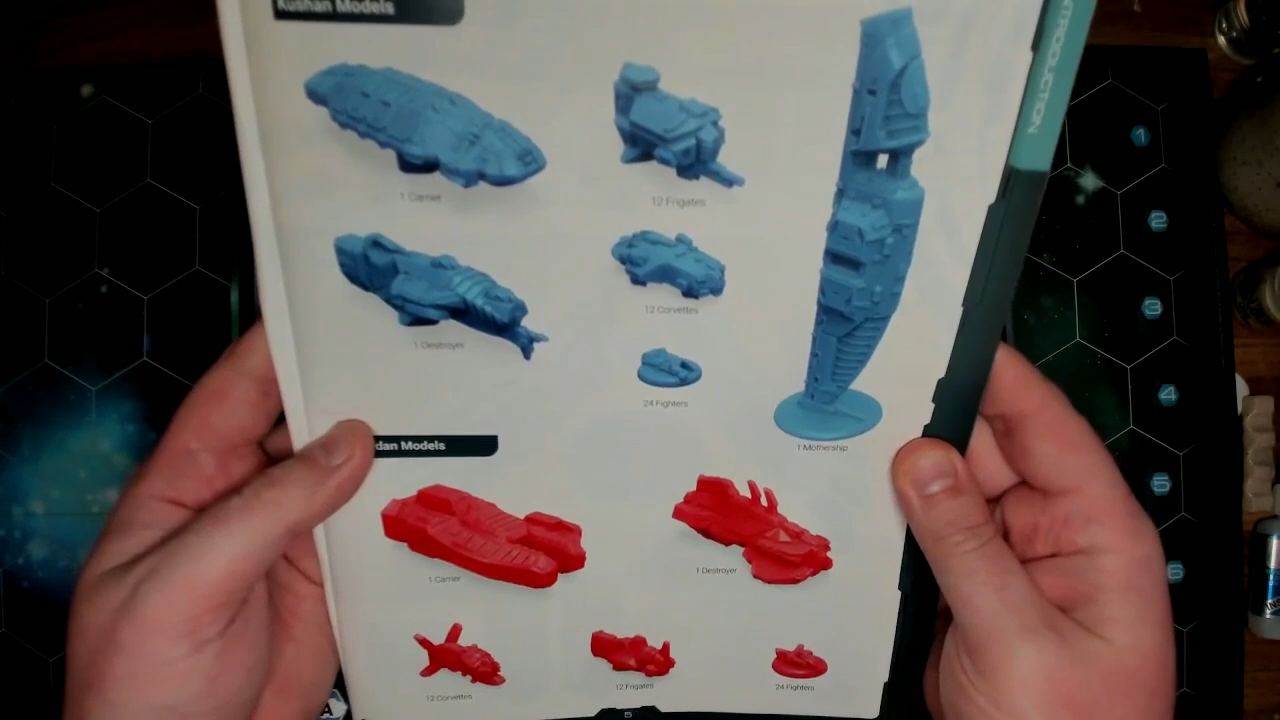 Kushan Models
INTRODUCTION
1 Carrier
12 Frigates
1 Destroyer
12 Corvettes
24 Fighters
1 Mothership
dan Models
1 Carrier
1 Destroyer
12 Corvettes
12 Frigates
24 Fighters
5
1
2
3
4
5
6
A